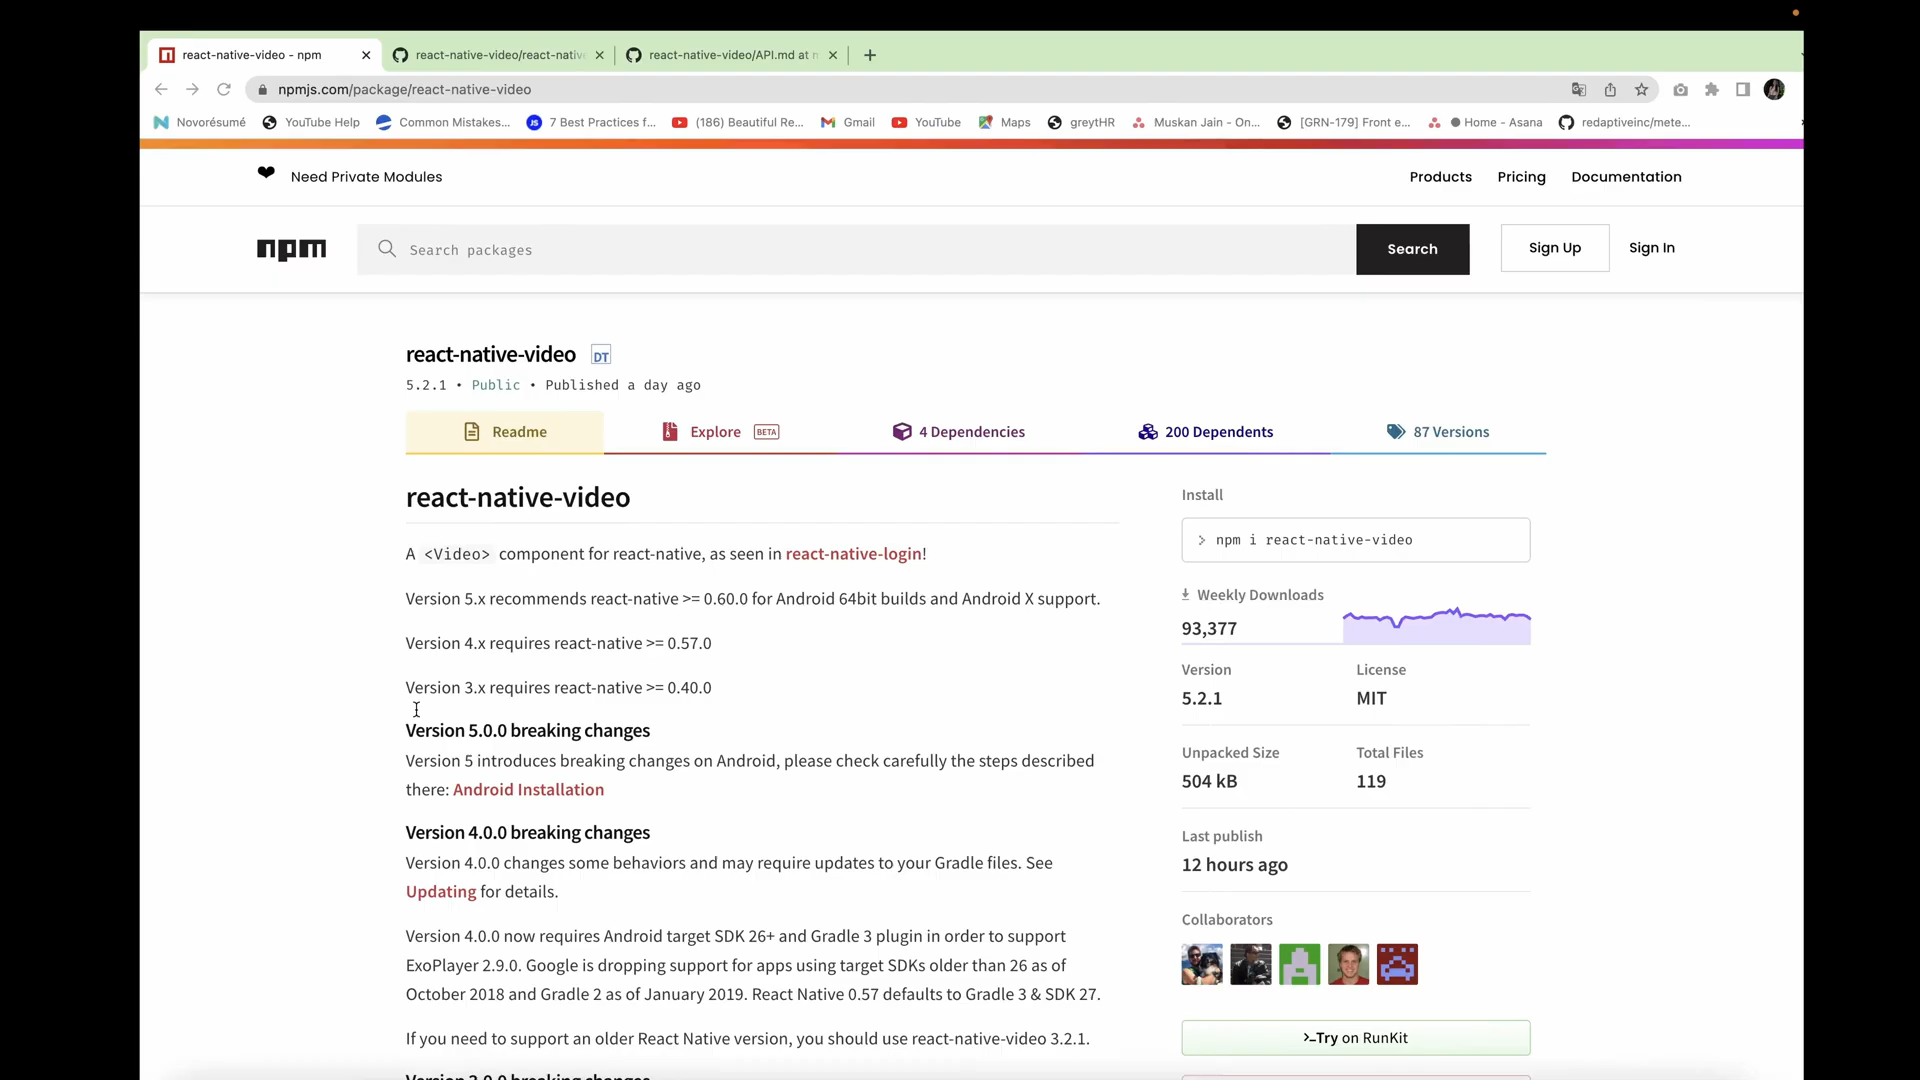 react-native-video - npm
react-native-video/react-native
react-native-video/API.md at m
npmjs.com/package/react-native-video
Novorésumé
YouTube Help
Common Mistakes...
7 Best Practices f...
(186) Beautiful Re...
Gmail
YouTube
Maps
greytHR
Muskan Jain - On...
[GRN-179] Front e...
Home - Asana
redaptiveinc/mete...
Need Private Modules
Products
Pricing
Documentation
npm
Search packages
Search
Sign Up
Sign In
react-native-video DT
5.2.1 • Public • Published a day ago
Readme
Explore BETA
4 Dependencies
200 Dependents
87 Versions
react-native-video
A <Video> component for react-native, as seen in react-native-login!
Version 5.x recommends react-native >= 0.60.0 for Android 64bit builds and Android X support.
Version 4.x requires react-native >= 0.57.0
Version 3.x requires react-native >= 0.40.0
Version 5.0.0 breaking changes
Version 5 introduces breaking changes on Android, please check carefully the steps described
there: Android Installation
Version 4.0.0 breaking changes
Version 4.0.0 changes some behaviors and may require updates to your Gradle files. See
Updating for details.
Version 4.0.0 now requires Android target SDK 26+ and Gradle 3 plugin in order to support
ExoPlayer 2.9.0. Google is dropping support for apps using target SDKs older than 26 as of
October 2018 and Gradle 2 as of January 2019. React Native 0.57 defaults to Gradle 3 & SDK 27.
If you need to support an older React Native version, you should use react-native-video 3.2.1.
Version 3.0.0 breaking changes
Install
> npm i react-native-video
Weekly Downloads
93,377
Version
5.2.1
License
MIT
Unpacked Size
504 kB
Total Files
119
Last publish
12 hours ago
Collaborators
>_Try on RunKit